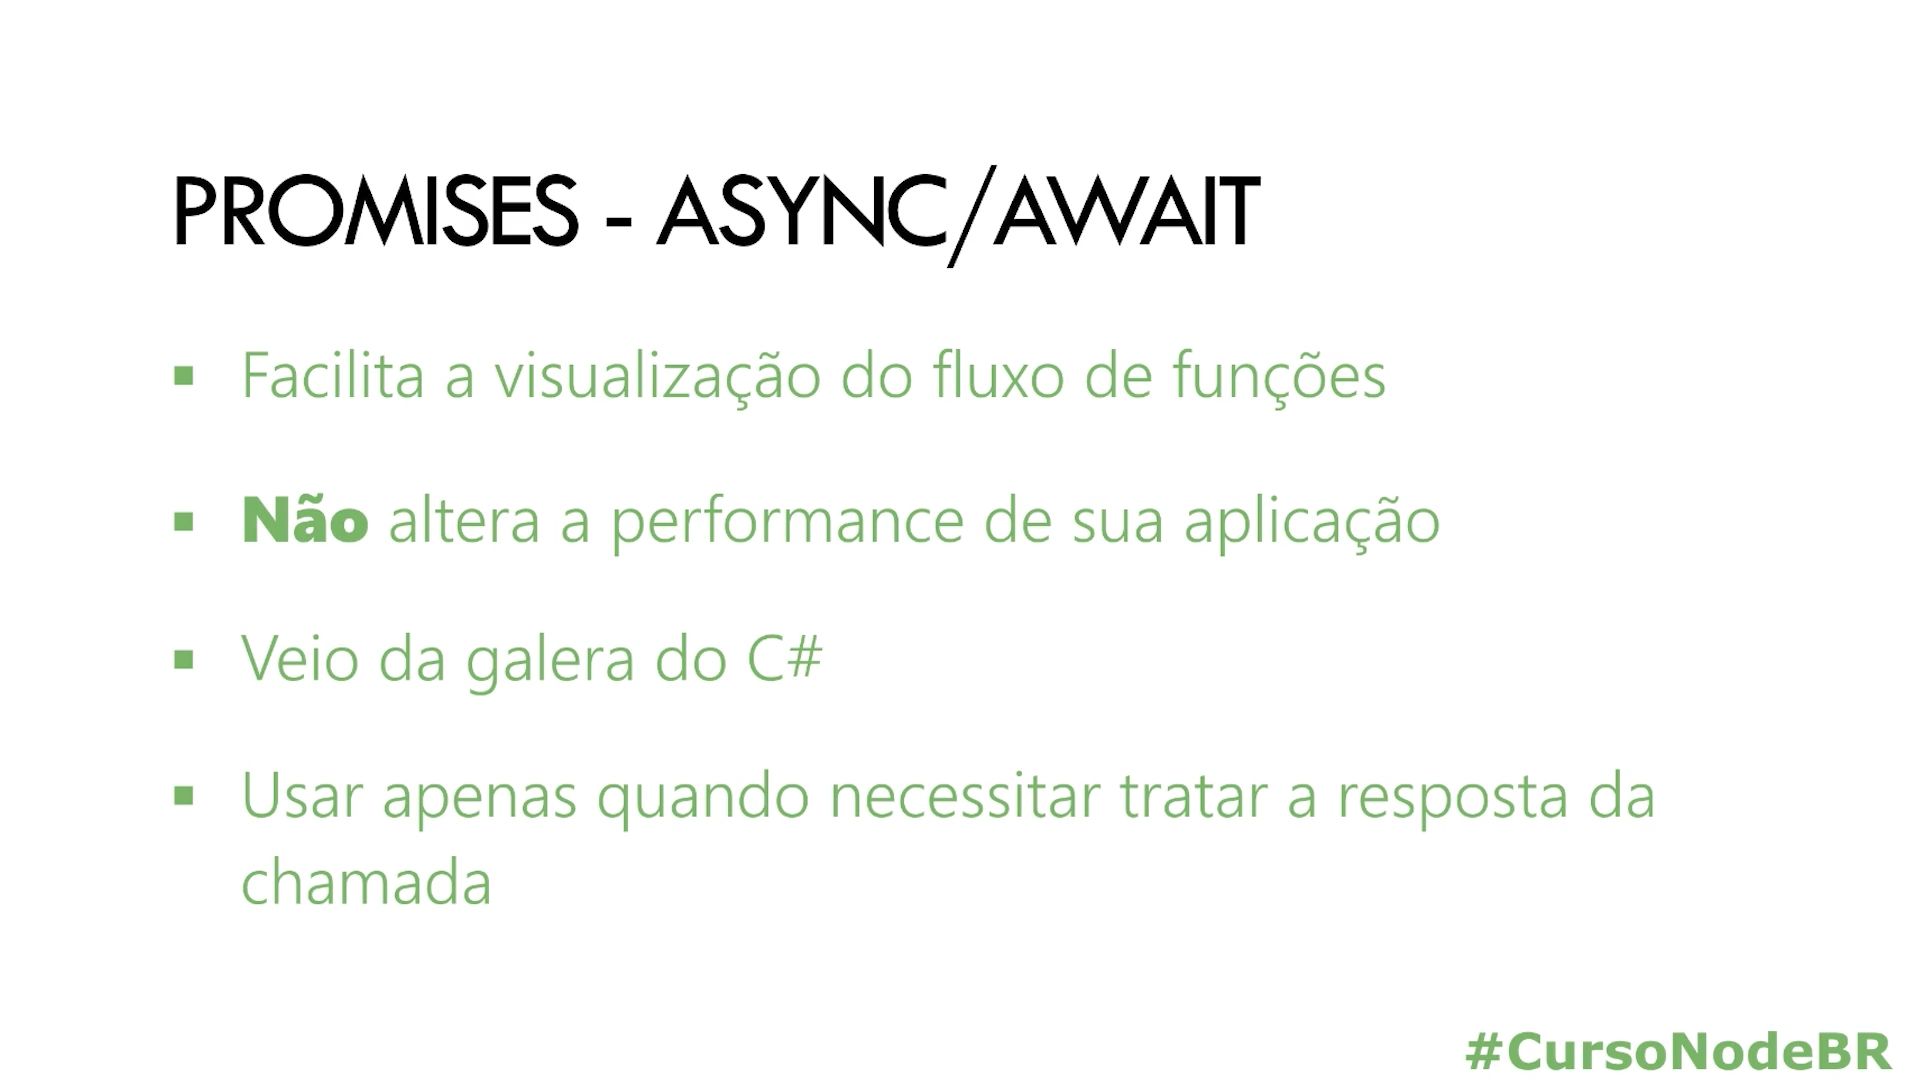 PROMISES - ASYNC/AWAIT
▪ Facilita a visualização do fluxo de funções
▪ Não altera a performance de sua aplicação
▪ Veio da galera do C#
▪ Usar apenas quando necessitar tratar a resposta da
chamada
#CursoNodeBR